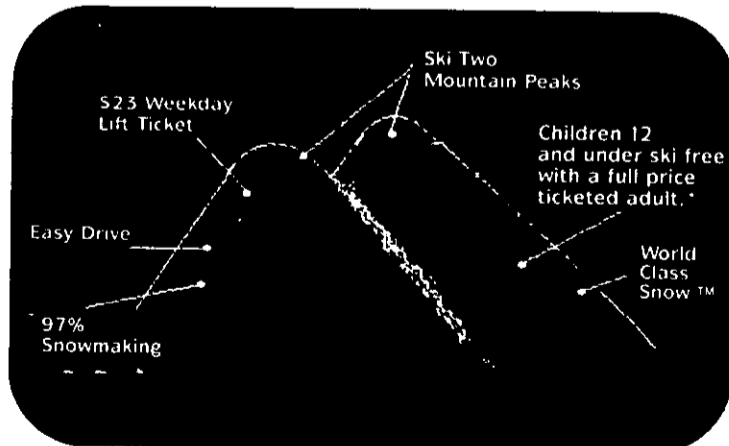 Ski Two
Mountain Peaks
$23 Weekday
Lift Ticket
Children 12
and under ski free
with a full price
ticketed adult.*
Easy Drive
World
Class
Snow ™
97%
Snowmaking